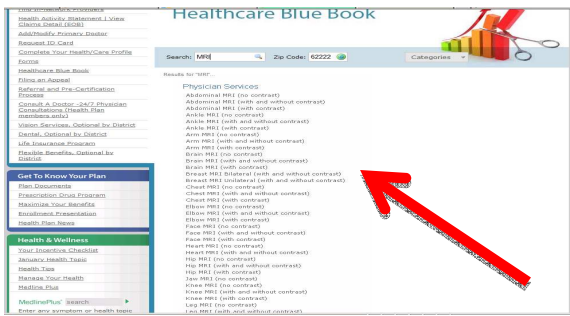 Find In-Network Providers
Health Activity Statement | View
Claims Detail (EOB)
Add/Modify Primary Doctor
Request ID Card
Complete Your Health/Care Profile
Forms
Healthcare Blue Book
Filing an Appeal
Referral and Pre-Certification
Process
Consult A Doctor -24/7 Physician
Consultations (Health Plan
members only)
Vision Services, Optional by District
Dental, Optional by District
Life Insurance Program
Flexible Benefits, Optional by
District
Get To Know Your Plan
Plan Documents
Prescription Drug Program
Maximize Your Benefits
Enrollment Presentation
Health Plan News
Health & Wellness
Your Incentive Checklist
January Health Topic
Health Tips
Manage Your Health
Medline Plus
MedlinePlus search
Enter any symptom or health topic
Healthcare Blue Book
Search: MRI Zip Code: 62222 Categories
Results for "MRI"...
Physician Services
Abdominal MRI (no contrast)
Abdominal MRI (with and without contrast)
Abdominal MRI (with contrast)
Ankle MRI (no contrast)
Ankle MRI (with and without contrast)
Ankle MRI (with contrast)
Arm MRI (no contrast)
Arm MRI (with and without contrast)
Arm MRI (with contrast)
Brain MRI (no contrast)
Brain MRI (with and without contrast)
Brain MRI (with contrast)
Breast MRI Bilateral (with and without contrast)
Breast MRI Unilateral (with and without contrast)
Chest MRI (no contrast)
Chest MRI (with and without contrast)
Chest MRI (with contrast)
Elbow MRI (no contrast)
Elbow MRI (with and without contrast)
Elbow MRI (with contrast)
Face MRI (no contrast)
Face MRI (with and without contrast)
Face MRI (with contrast)
Heart MRI (no contrast)
Heart MRI (with and without contrast)
Hip MRI (no contrast)
Hip MRI (with and without contrast)
Hip MRI (with contrast)
Jaw MRI (no contrast)
Knee MRI (no contrast)
Knee MRI (with and without contrast)
Knee MRI (with contrast)
Leg MRI (no contrast)
Leg MRI (with and without contrast)